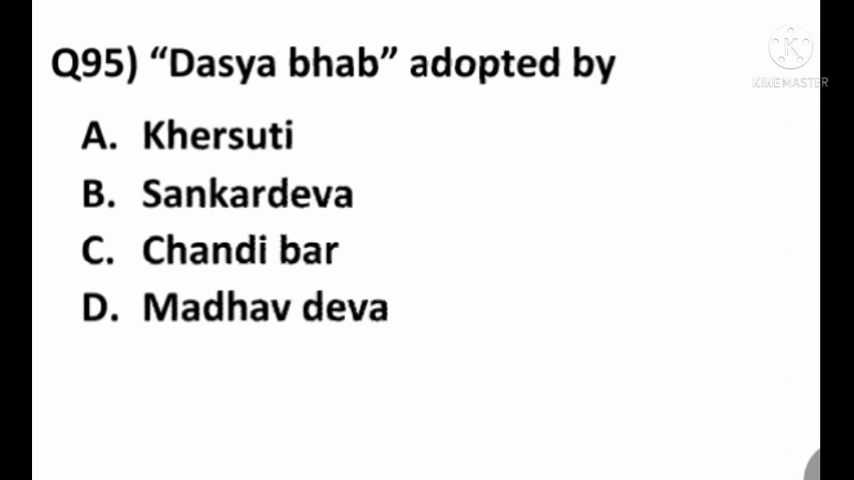 Q95) “Dasya bhab” adopted by
A. Khersuti
B. Sankardeva
C. Chandi bar
D. Madhav deva
K
KINEMASTER